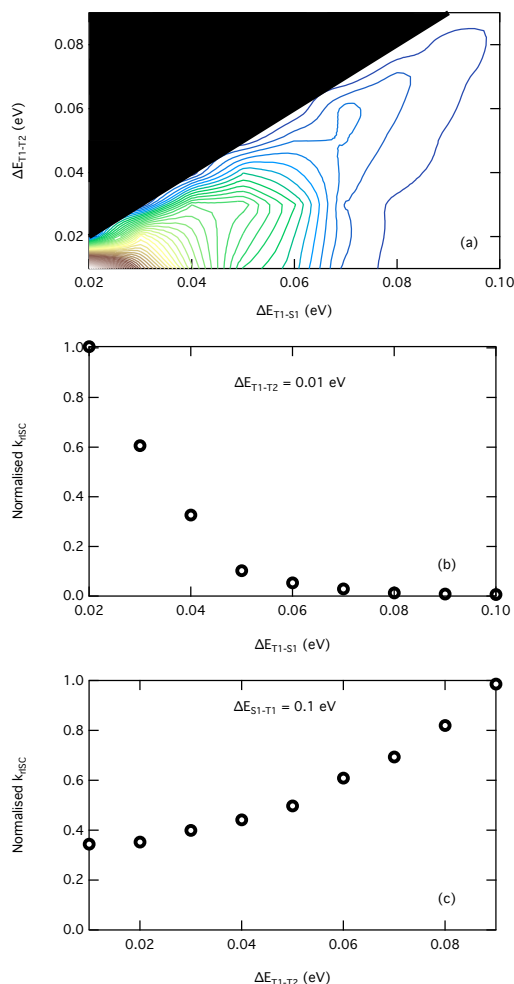 0.08
0.06
0.04
0.02
ΔE_T1-T2 (eV)
(a)
0.02 0.04 0.06 0.08 0.10
ΔE_T1-S1 (eV)
1.0
0.8
0.6
0.4
0.2
0.0
Normalised k_rISC
ΔE_T1-T2 = 0.01 eV
(b)
0.02 0.04 0.06 0.08 0.10
ΔE_T1-S1 (eV)
1.0
0.8
0.6
0.4
0.2
0.0
Normalised k_rISC
ΔE_S1-T1 = 0.1 eV
(c)
0.02 0.04 0.06 0.08
ΔE_T1-T2 (eV)